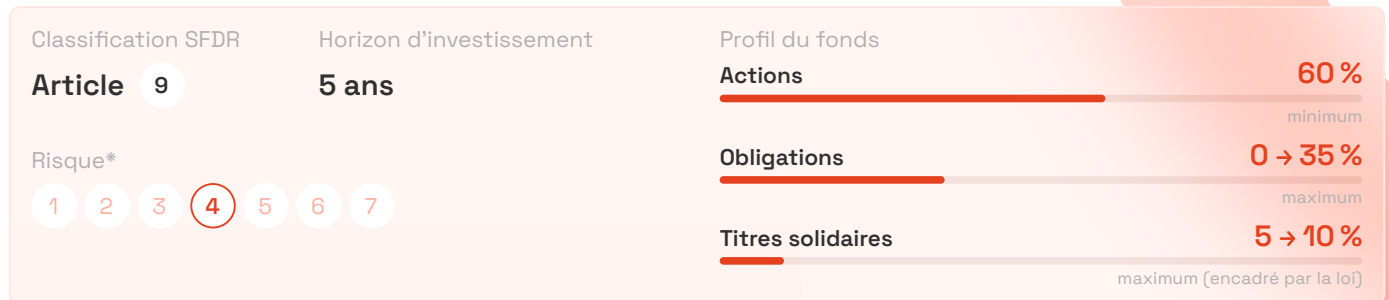 Classification SFDR
Article 9
Horizon d'investissement
5 ans
Risque*
1 2 3 4 5 6 7
Profil du fonds
Actions 60 %
minimum
Obligations 0 → 35 %
maximum
Titres solidaires 5 → 10 %
maximum (encadré par la loi)